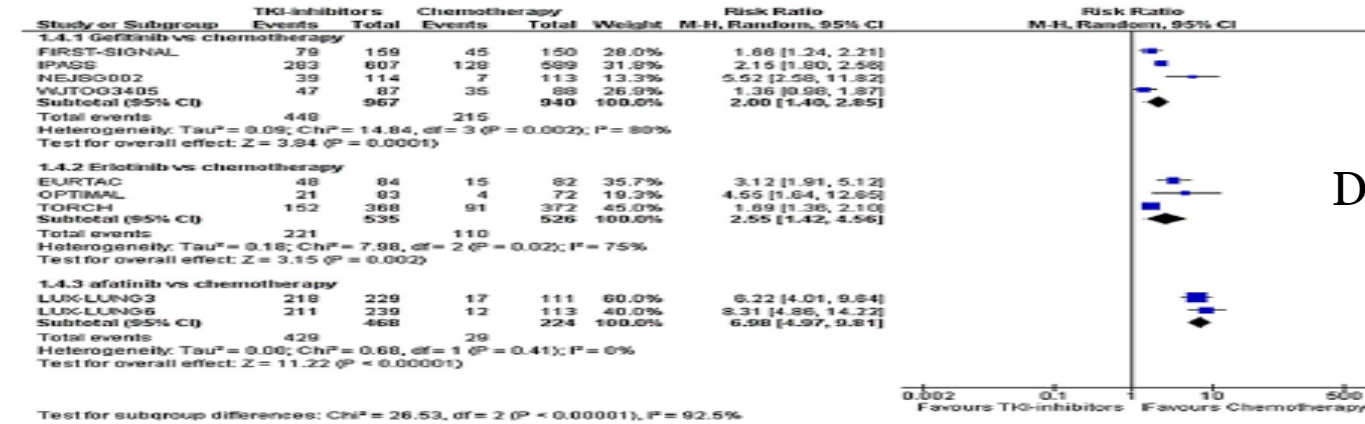 TKI-inhibitors Chemotherapy Risk Ratio Risk Ratio
Study or Subgroup Events Total Events Total Weight M-H, Random, 95% CI M-H, Random, 95% CI
1.4.1 Gefitinib vs chemotherapy
FIRST-SIGNAL 79 159 45 150 28.0% 1.66 [1.24, 2.21]
IPASS 283 607 128 589 31.8% 2.15 [1.80, 2.56]
NEJSG002 39 114 7 113 13.3% 5.52 [2.58, 11.82]
WJTOG3405 47 87 35 88 26.9% 1.36 [0.98, 1.87]
Subtotal (95% CI) 967 940 100.0% 2.00 [1.40, 2.85]
Total events 448 215
Heterogeneity: Tau² = 0.09; Chi² = 14.84, df = 3 (P = 0.002); I² = 80%
Test for overall effect: Z = 3.84 (P = 0.0001)
1.4.2 Erlotinib vs chemotherapy
EURTAC 48 84 15 82 35.7% 3.12 [1.91, 5.12]
OPTIMAL 21 83 4 72 19.3% 4.55 [1.64, 12.65]
TORCH 152 368 91 372 45.0% 1.69 [1.36, 2.10]
Subtotal (95% CI) 535 526 100.0% 2.55 [1.42, 4.56]
Total events 221 110
Heterogeneity: Tau² = 0.18; Chi² = 7.98, df = 2 (P = 0.02); I² = 75%
Test for overall effect: Z = 3.15 (P = 0.002)
1.4.3 afatinib vs chemotherapy
LUX-LUNG3 218 229 17 111 60.0% 6.22 [4.01, 9.64]
LUX-LUNG6 211 239 12 113 40.0% 8.31 [4.86, 14.22]
Subtotal (95% CI) 468 224 100.0% 6.98 [4.97, 9.81]
Total events 429 29
Heterogeneity: Tau² = 0.00; Chi² = 0.68, df = 1 (P = 0.41); I² = 0%
Test for overall effect: Z = 11.22 (P < 0.00001)
0.002 0.1 1 10 500
Favours TKI-inhibitors Favours Chemotherapy
Test for subgroup differences: Chi² = 26.53, df = 2 (P < 0.00001), I² = 92.5%
D